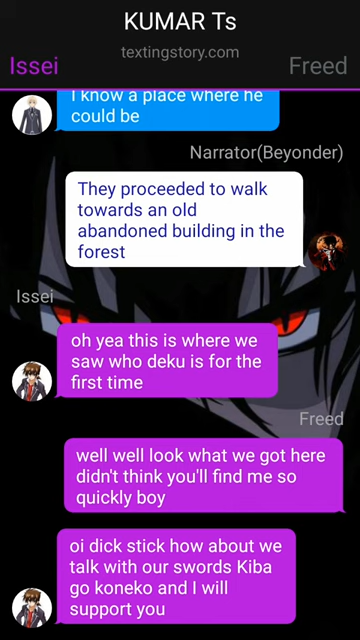 KUMAR Ts
textingstory.com
Issei
Freed
I know a place where he
could be
Narrator(Beyonder)
They proceeded to walk
towards an old
abandoned building in the
forest
Issei
oh yea this is where we
saw who deku is for the
first time
Freed
well well look what we got here
didn't think you'll find me so
quickly boy
oi dick stick how about we
talk with our swords Kiba
go koneko and I will
support you